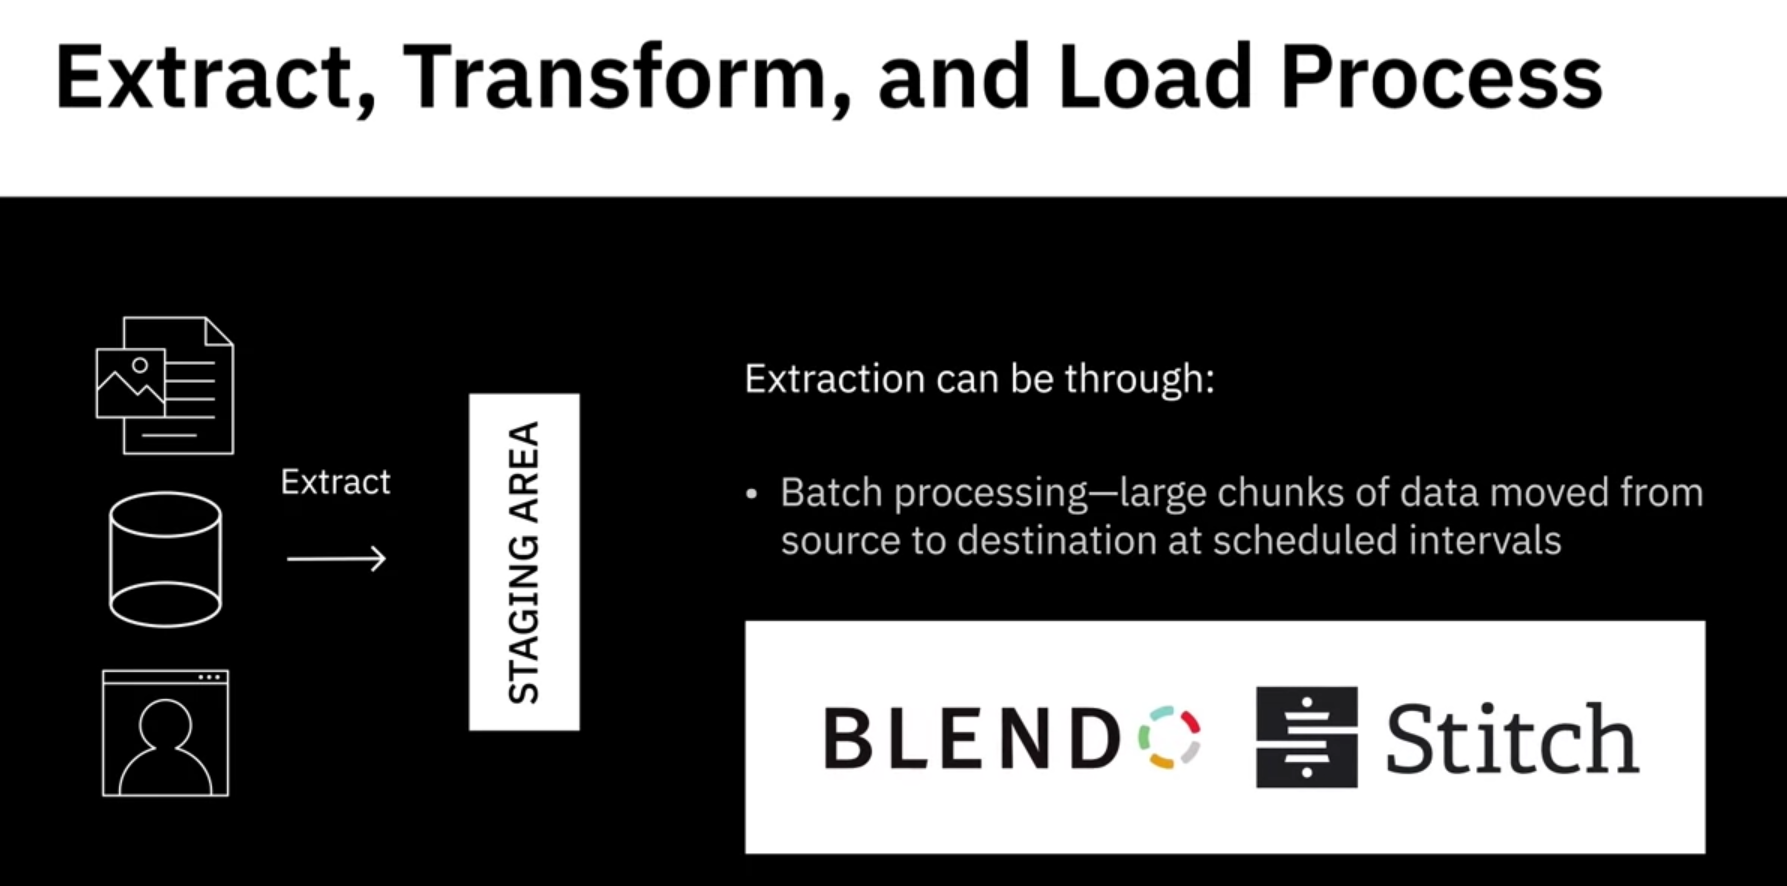 Extract, Transform, and Load Process
Extract
STAGING AREA
Extraction can be through:
• Batch processing—large chunks of data moved from
source to destination at scheduled intervals
BLENDO
Stitch